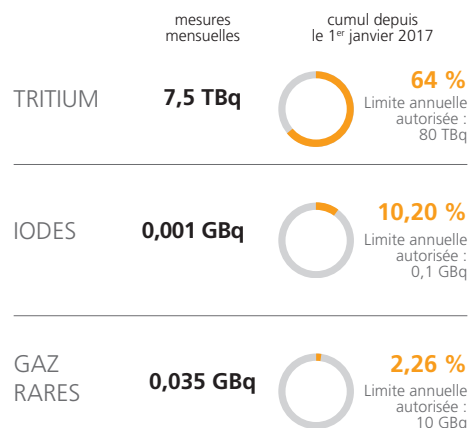 mesures
mensuelles
cumul depuis
le 1er janvier 2017
TRITIUM
7,5 TBq
64 %
Limite annuelle
autorisée :
80 TBq
IODES
0,001 GBq
10,20 %
Limite annuelle
autorisée :
0,1 GBq
GAZ
RARES
0,035 GBq
2,26 %
Limite annuelle
autorisée :
10 GBq